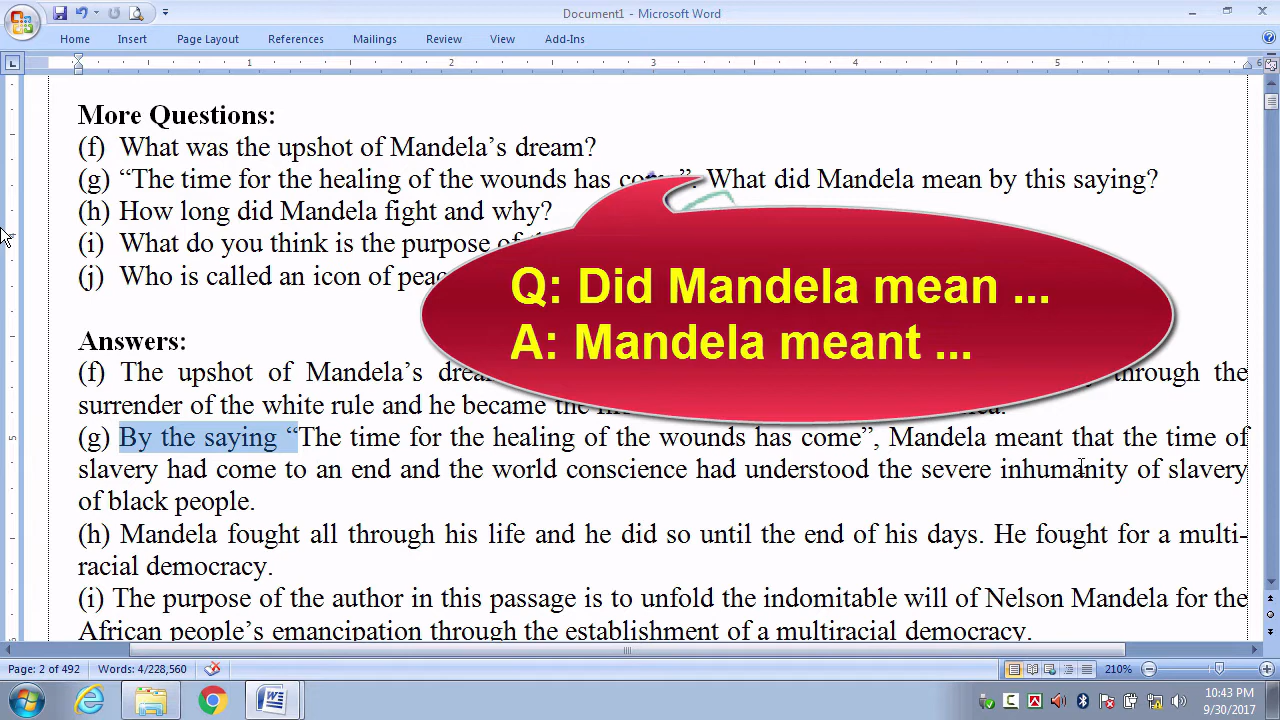 Document1 - Microsoft Word
Home Insert Page Layout References Mailings Review View Add-Ins
1 2 3 4 5 6
More Questions:
(f) What was the upshot of Mandela’s dream?
(g) “The time for the healing of the wounds has come”. What did Mandela mean by this saying?
(h) How long did Mandela fight and why?
(i) What do you think is the purpose of
(j) Who is called an icon of peac
Q: Did Mandela mean ...
A: Mandela meant ...
Answers:
(f) The upshot of Mandela’s through the
surrender of the white rule and he became the
(g) By the saying “The time for the healing of the wounds has come”, Mandela meant that the time of
slavery had come to an end and the world conscience had understood the severe inhumanity of slavery
of black people.
(h) Mandela fought all through his life and he did so until the end of his days. He fought for a multi-
racial democracy.
(i) The purpose of the author in this passage is to unfold the indomitable will of Nelson Mandela for the
African people’s emancipation through the establishment of a multiracial democracy.
Page: 2 of 492 Words: 4/228,560 210%
10:43 PM
9/30/2017